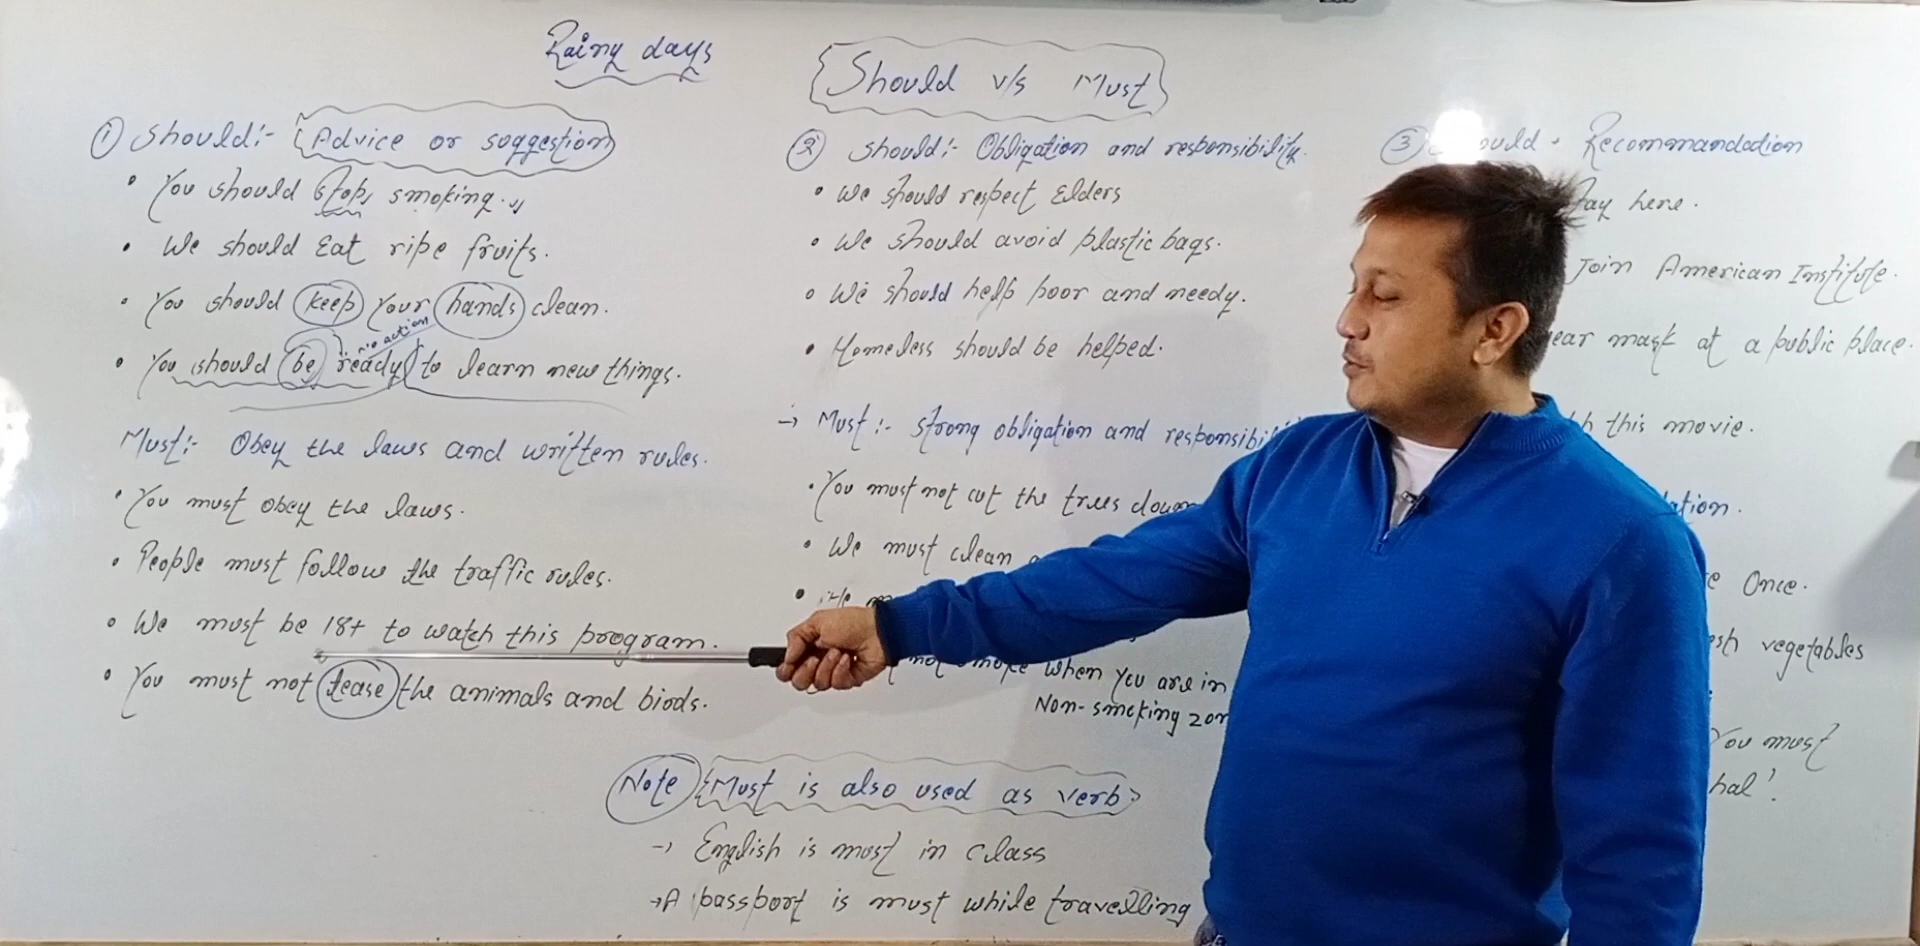 Rainy days
Should v/s Must
① Should:- Advice or soggestion
• You should stop smoking.
• We should Eat ripe fruits.
• You should keep your hands clean.
no action
• You should be ready to learn new things.
Must:- Obey the laws and written rules.
• You must obey the laws.
• People must follow the traffic rules.
• We must be 18+ to watch this program.
• You must not tease the animals and birds.
② Should:- Obligation and responsibility.
• We should respect Elders
• We should avoid plastic bags.
• We should help poor and needy.
• Homeless should be helped.
→ Must:- strong obligation and
• You must not cut the trees down
• We must clean
when you are in
Non-smoking
③ Recommandation
here.
Join American Institute.
mask at a public place.
this movie.
Once.
vegetables
You must
Note Must is also used as verb
→ English is must in class
→ A passport is must while travelling